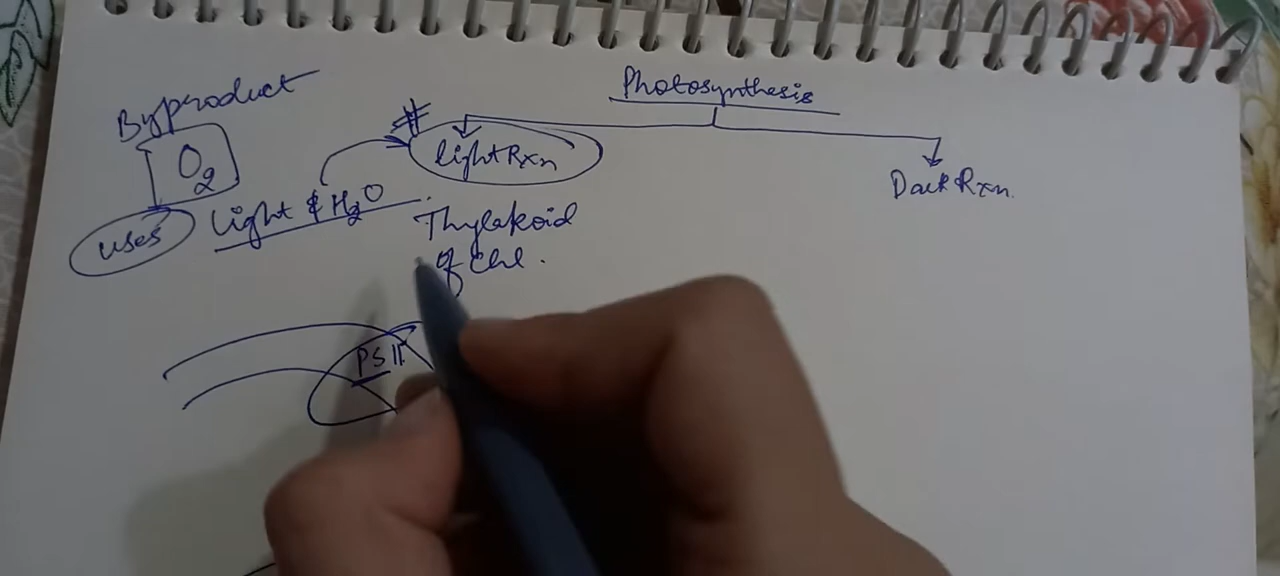 Photosynthesis
Byproduct
O2
#
light Rxn
Dark Rxn.
uses
light & H2O
Thylakoid
of Chl.
PS II